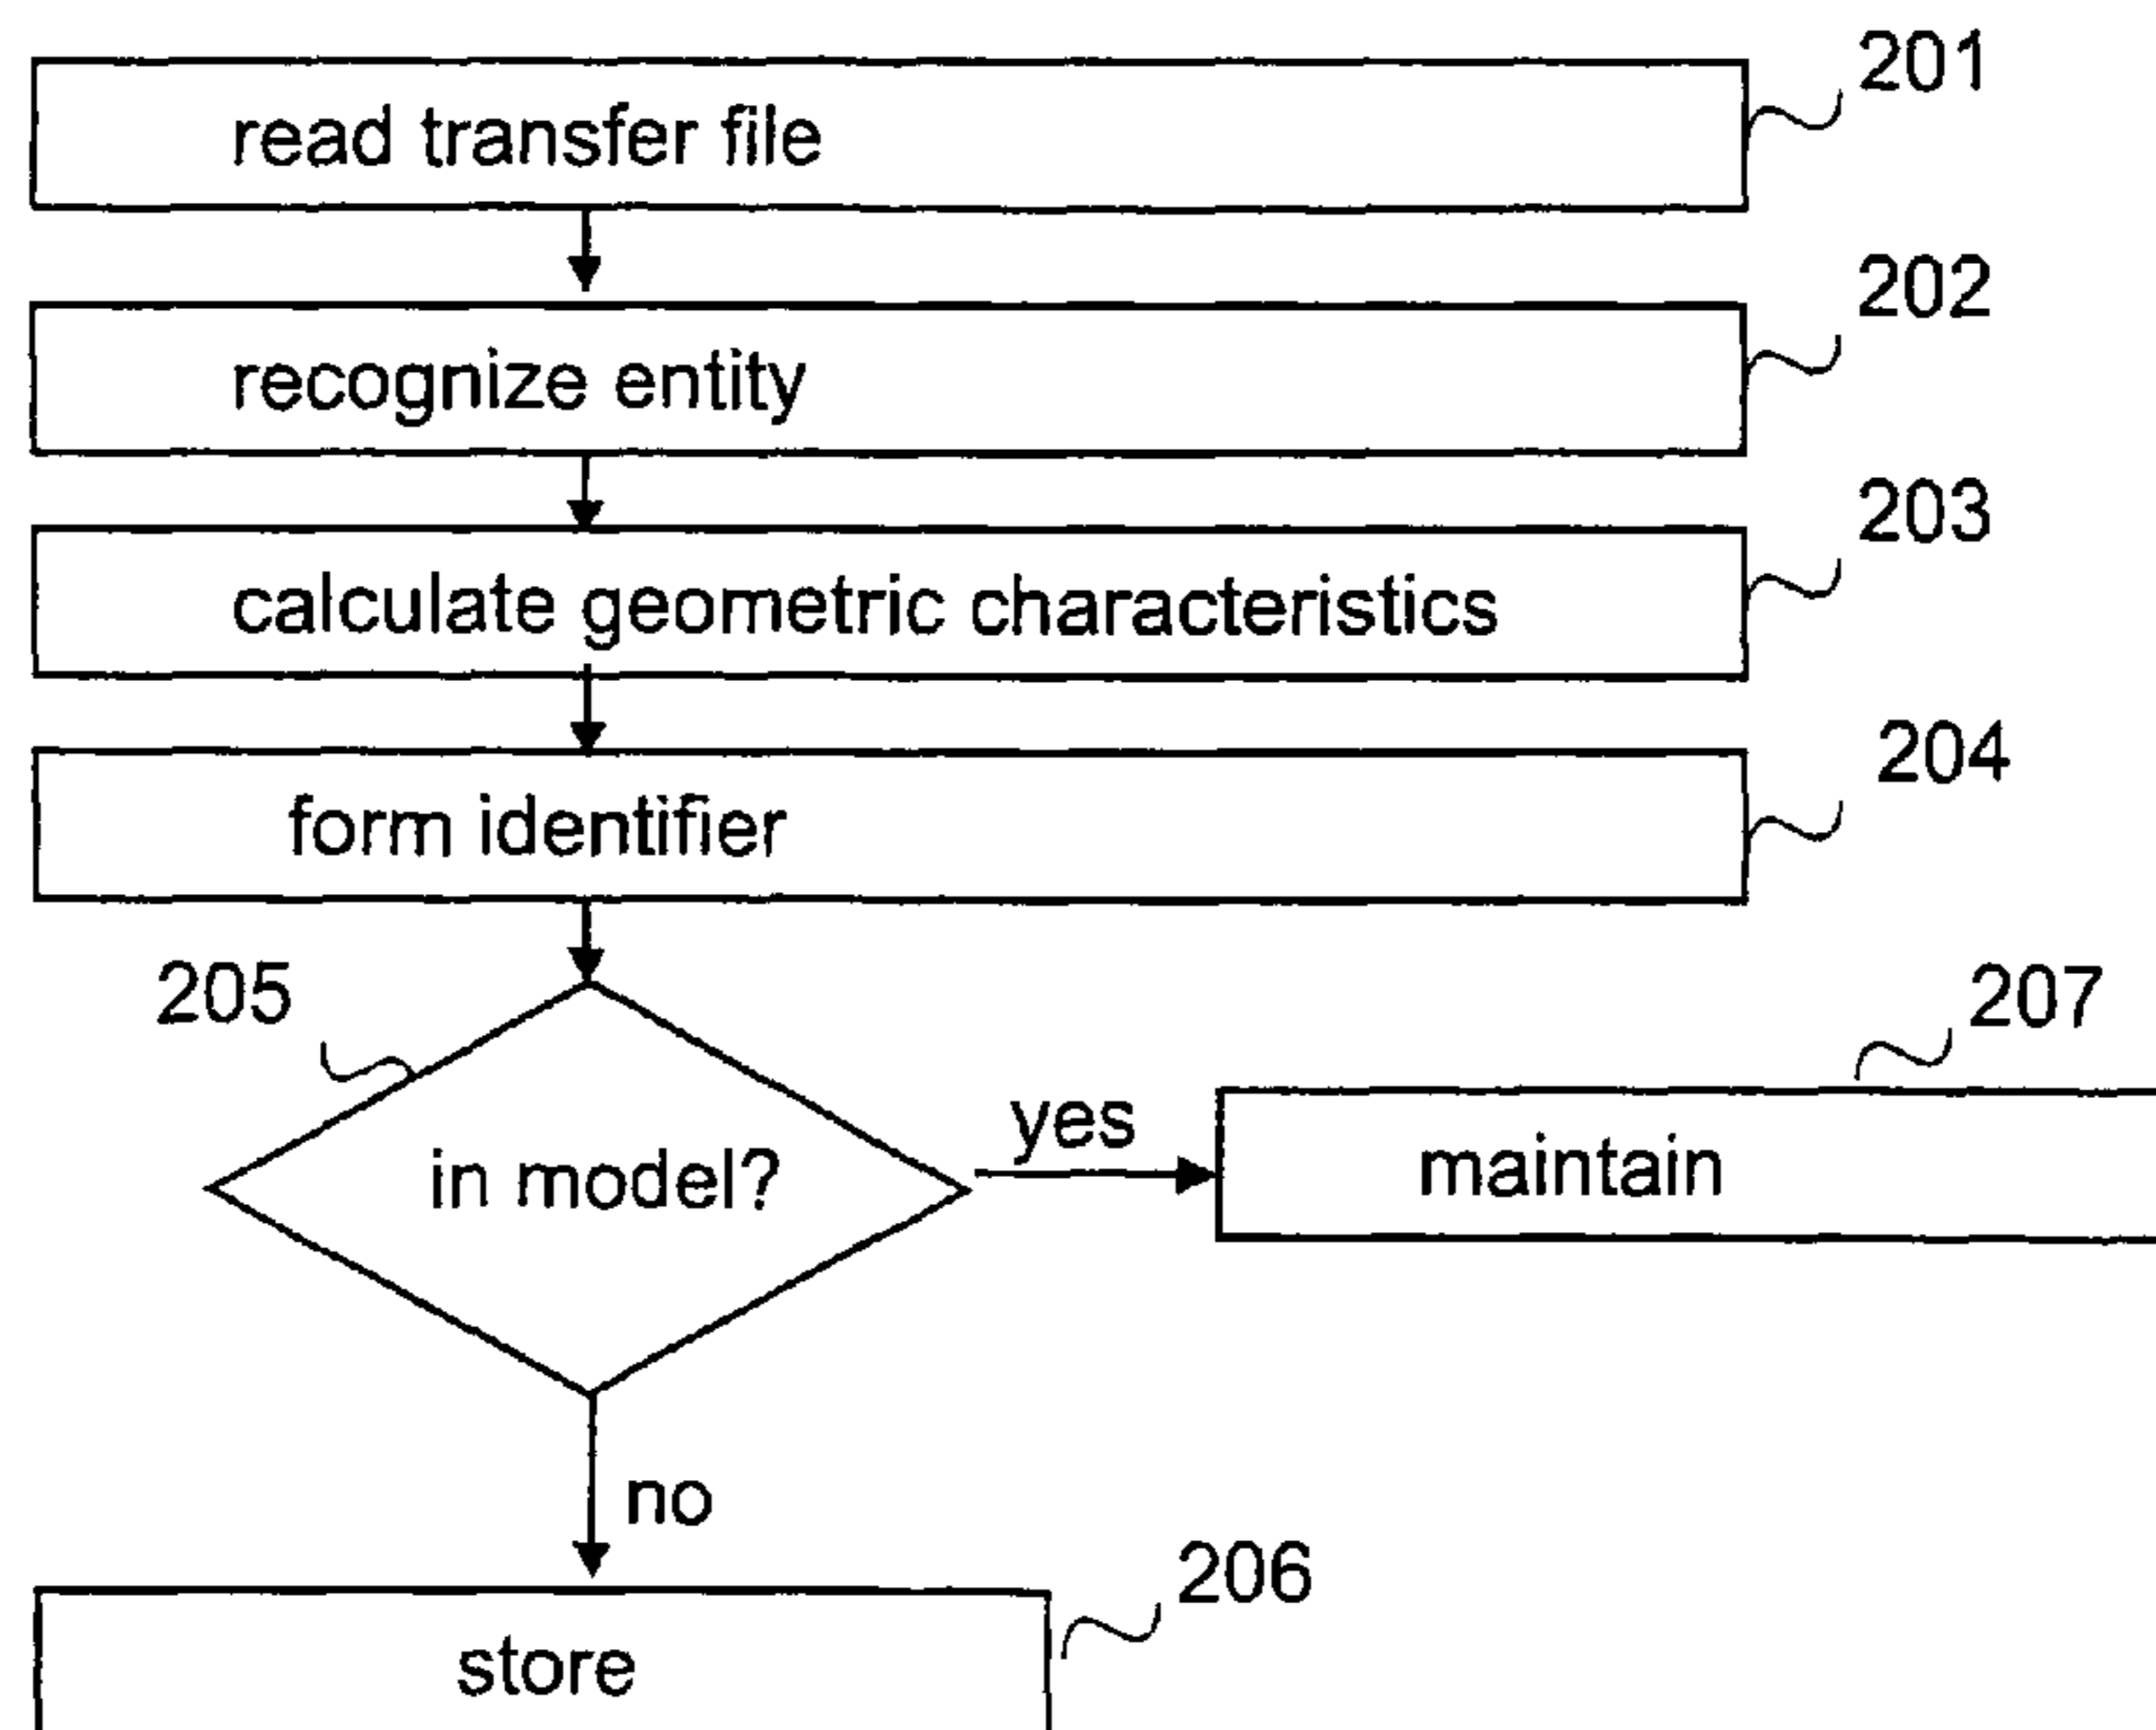 201
read transfer file
202
recognize entity
203
calculate geometric characteristics
204
form identifier
205
207
yes
in model?
maintain
no
206
store